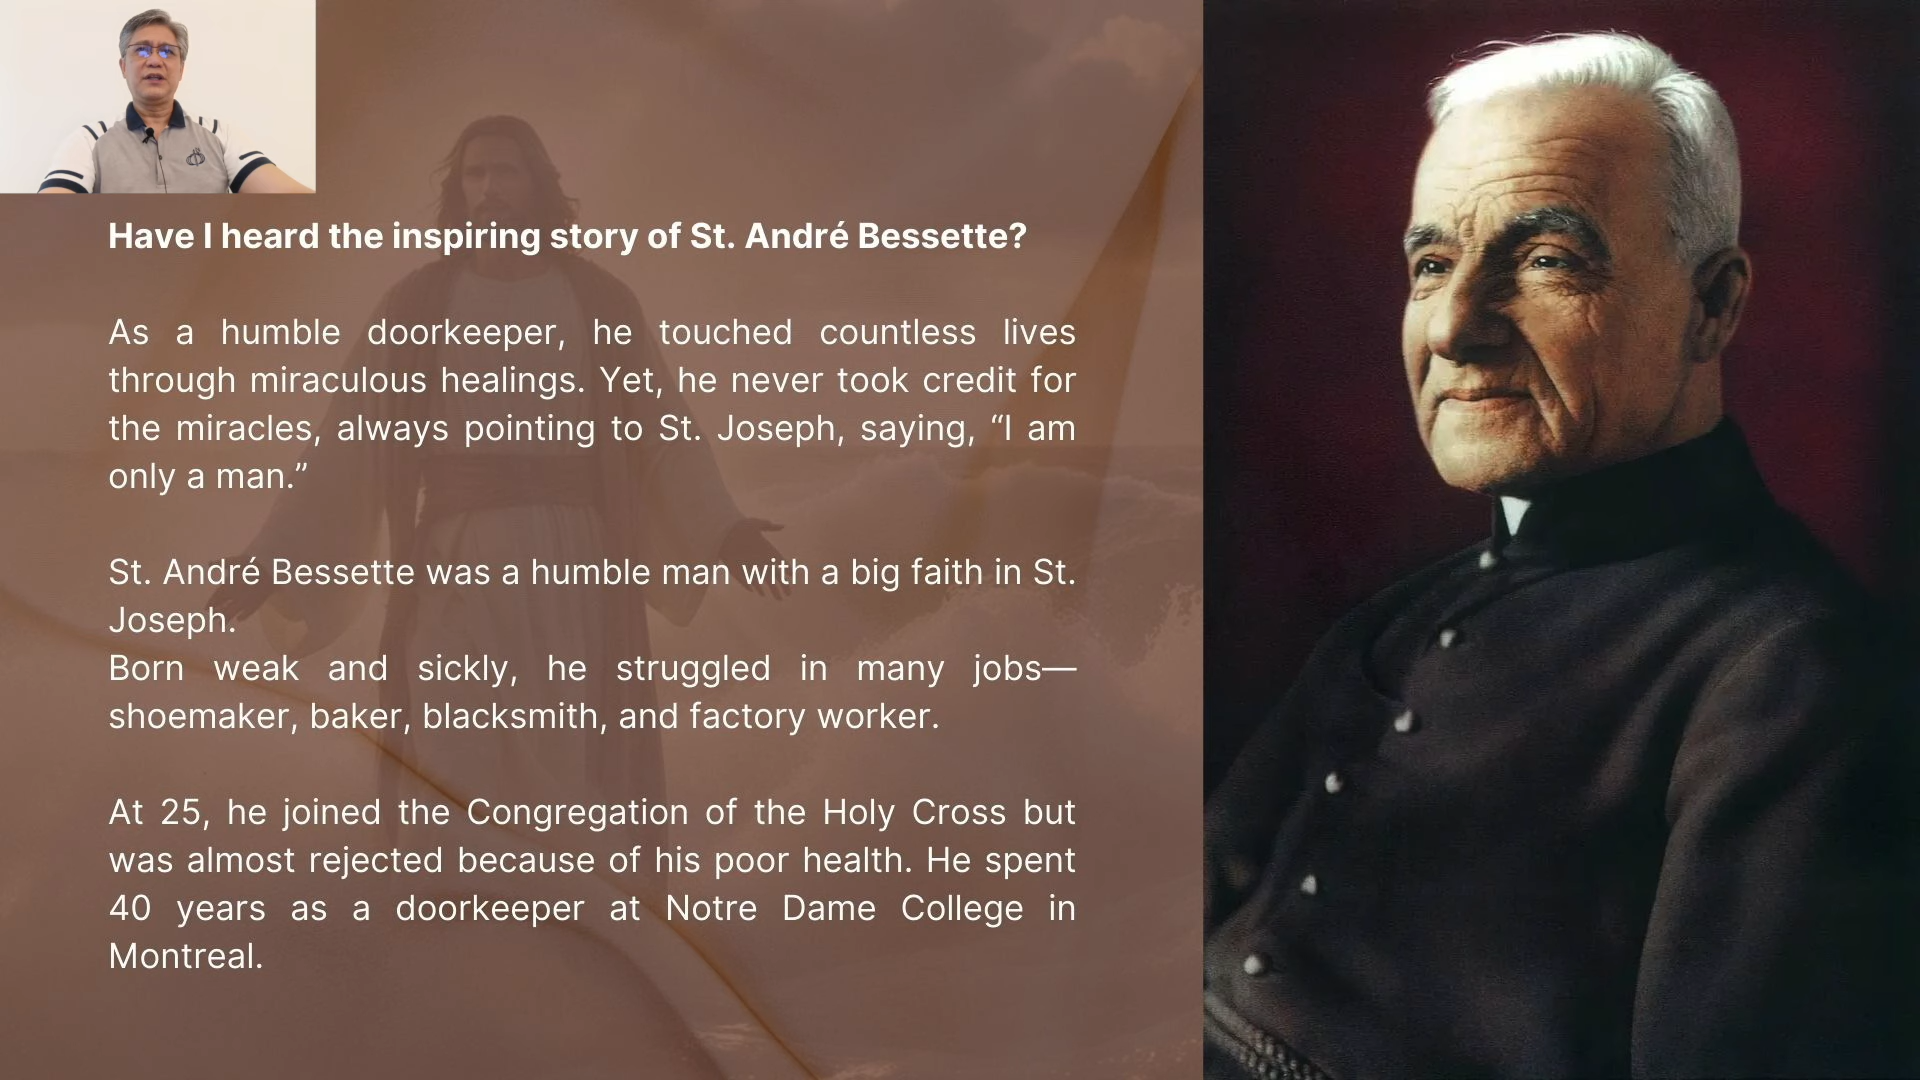 Have I heard the inspiring story of St. André Bessette?
As a humble doorkeeper, he touched countless lives
through miraculous healings. Yet, he never took credit for
the miracles, always pointing to St. Joseph, saying, “I am
only a man.”
St. André Bessette was a humble man with a big faith in St.
Joseph.
Born weak and sickly, he struggled in many jobs—
shoemaker, baker, blacksmith, and factory worker.
At 25, he joined the Congregation of the Holy Cross but
was almost rejected because of his poor health. He spent
40 years as a doorkeeper at Notre Dame College in
Montreal.